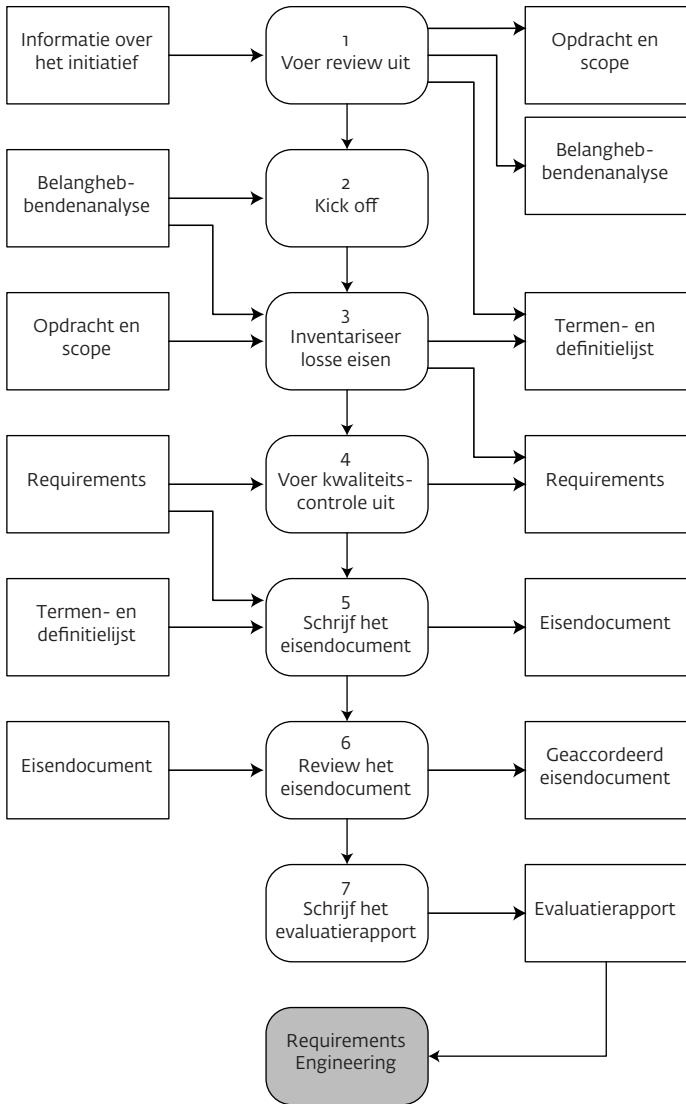 Informatie over
het initiatief
1
Voer review uit
Opdracht en
scope
Belangheb-
bendenanalyse
Belangheb-
bendenanalyse
2
Kick off
Opdracht en
scope
3
Inventariseer
losse eisen
Termen- en
definitielijst
Requirements
4
Voer kwaliteits-
controle uit
Requirements
Termen- en
definitielijst
5
Schrijf het
eisendocument
Eisendocument
Eisendocument
6
Review het
eisendocument
Geaccordeerd
eisendocument
7
Schrijf het
evaluatierapport
Evaluatierapport
Requirements
Engineering